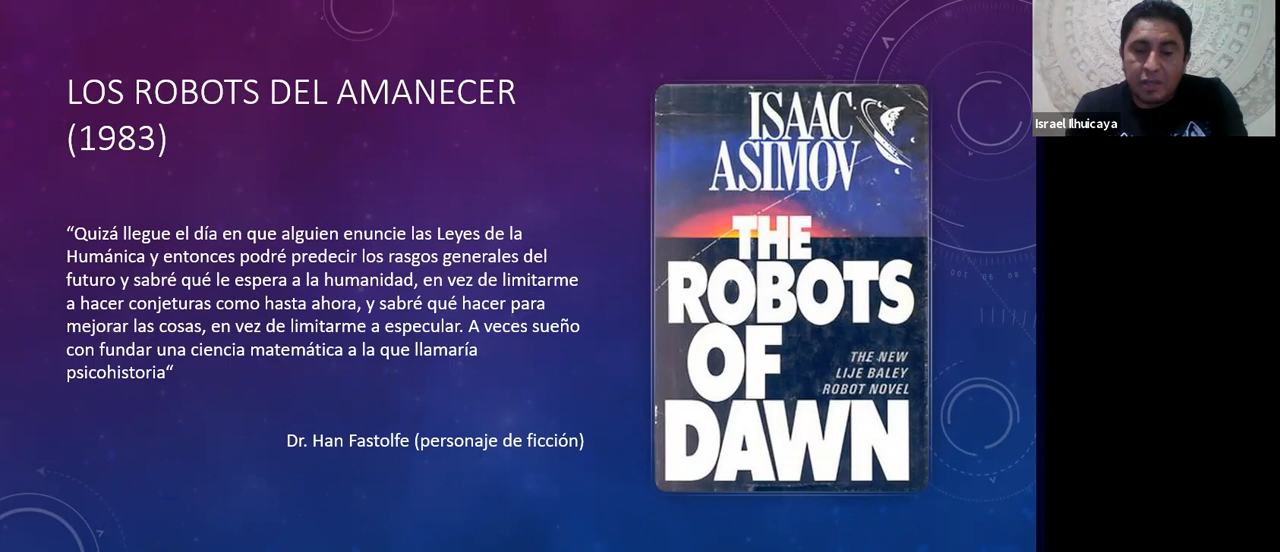 LOS ROBOTS DEL AMANECER
(1983)
“Quizá llegue el día en que alguien enuncie las Leyes de la
Humánica y entonces podré predecir los rasgos generales del
futuro y sabré qué le espera a la humanidad, en vez de limitarme
a hacer conjeturas como hasta ahora, y sabré qué hacer para
mejorar las cosas, en vez de limitarme a especular. A veces sueño
con fundar una ciencia matemática a la que llamaría
psicohistoria“
Dr. Han Fastolfe (personaje de ficción)
ISAAC
ASIMOV
THE
ROBOTS
OF
THE NEW
LIJE BALEY
ROBOT NOVEL
DAWN
Israel Ilhuicaya